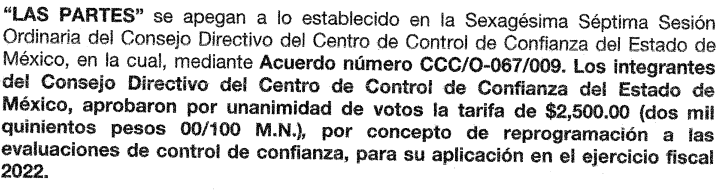 “LAS PARTES” se apegan a lo establecido en la Sexagésima Séptima Sesión
Ordinaria del Consejo Directivo del Centro de Control de Confianza del Estado de
México, en la cual, mediante Acuerdo número CCC/O-067/009. Los integrantes
del Consejo Directivo del Centro de Control de Confianza del Estado de
México, aprobaron por unanimidad de votos la tarifa de $2,500.00 (dos mil
quinientos pesos 00/100 M.N.), por concepto de reprogramación a las
evaluaciones de control de confianza, para su aplicación en el ejercicio fiscal
2022.